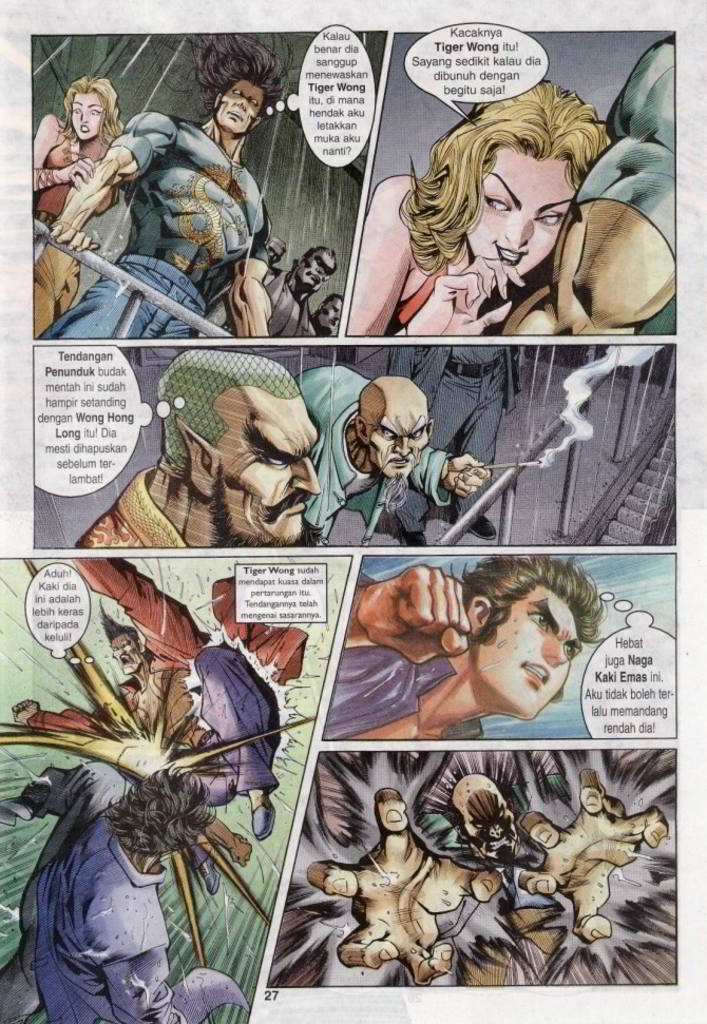 Kalau
benar dia
sanggup
menewaskan
Tiger Wong
itu, di mana
hendak aku
letakkan
muka aku
nanti?
Kacaknya
Tiger Wong itu!
Sayang sedikit kalau dia
dibunuh dengan
begitu saja!
Tendangan
Penunduk budak
mentah ini sudah
hampir setanding
dengan Wong Hong
Long itu! Dia
mesti dihapuskan
sebelum ter-
lambat!
Aduh!
Kaki dia
ini adalah
lebih keras
daripada
keluli!
Tiger Wong sudah
mendapat kuasa dalam
pertarungan itu.
Tendangannya telah
mengenai sasarannya.
Hebat
juga Naga
Kaki Emas ini.
Aku tidak boleh ter-
lalu memandang
rendah dia!
27